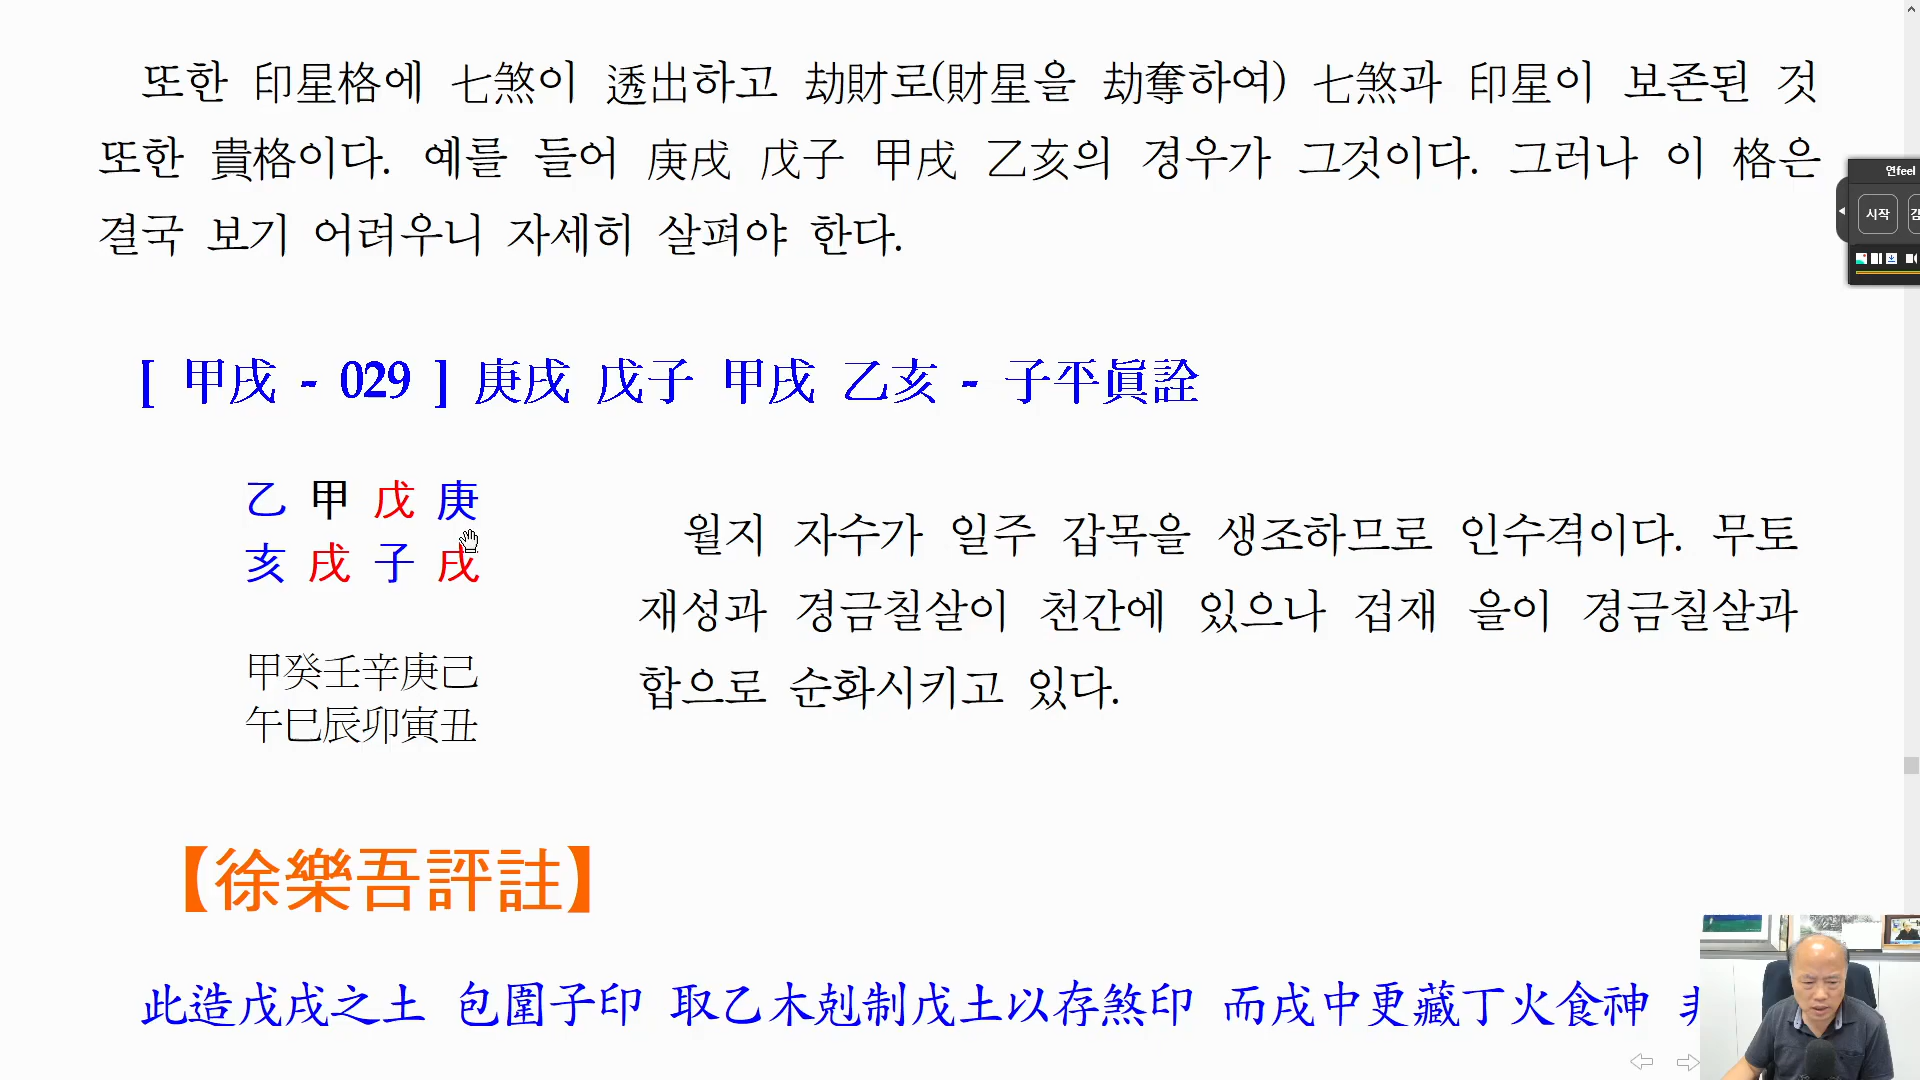 또한 印星格에 七煞이 透出하고 劫財로(財星을 劫奪하여) 七煞과 印星이 보존된 것
또한 貴格이다. 예를 들어 庚戌 戊子 甲戌 乙亥의 경우가 그것이다. 그러나 이 格은
결국 보기 어려우니 자세히 살펴야 한다.
연feel
시작
[ 甲戌 - 029 ] 庚戌 戊子 甲戌 乙亥 - 子平眞詮
乙 甲 戊 庚
亥 戌 子 戌
甲癸壬辛庚己
午巳辰卯寅丑
월지 자수가 일주 갑목을 생조하므로 인수격이다. 무토
재성과 경금칠살이 천간에 있으나 겁재 을이 경금칠살과
합으로 순화시키고 있다.
【徐樂吾評註】
此造戊戌之土 包圍子印 取乙木剋制戊土以存煞印 而戌中更藏丁火食神